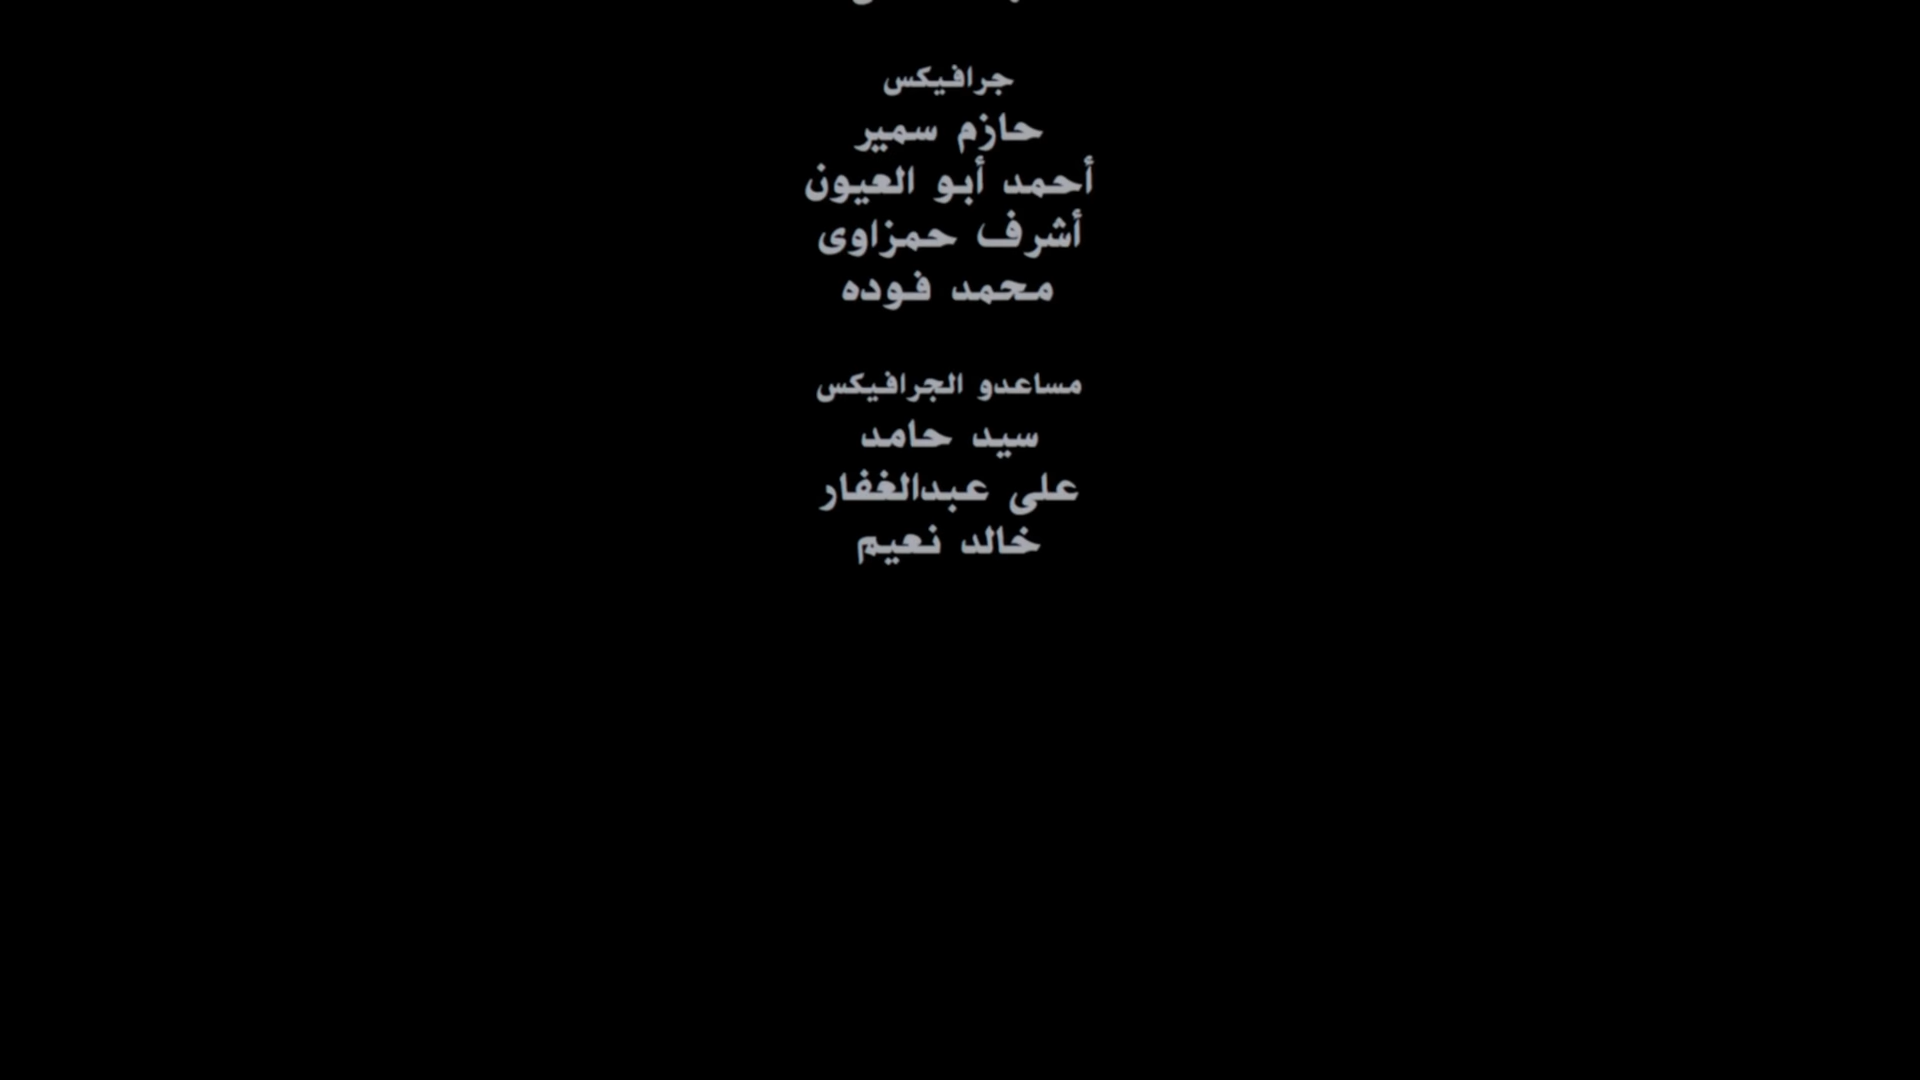 جرافيكس
حازم سمير
أحمد أبو العيون
أشرف حمزاوى
محمد فوده
مساعدو الجرافيكس
سيد حامد
على عبدالغفار
خالد نعيم